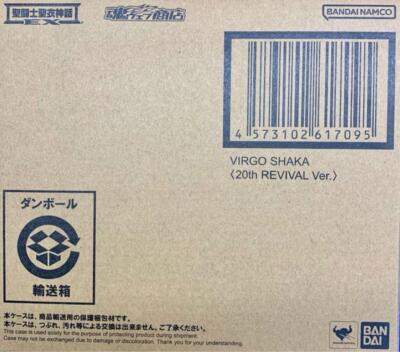 聖闘士聖衣神話
EX
魂ウェブ商店
BANDAI NAMCO
4 573102 617095
VIRGO SHAKA
〈20th REVIVAL Ver.〉
ダンボール
輸送箱
本ケースは、商品輸送用の保護梱包材です。
本ケースは、つぶれ、汚れ等による交換は出来ません。ご了承ください。
This case is used solely for the purpose of protecting product during shipment.
Case may not be exchanged due to damage or discoloration. Thank you for understanding.
BAN
DAI